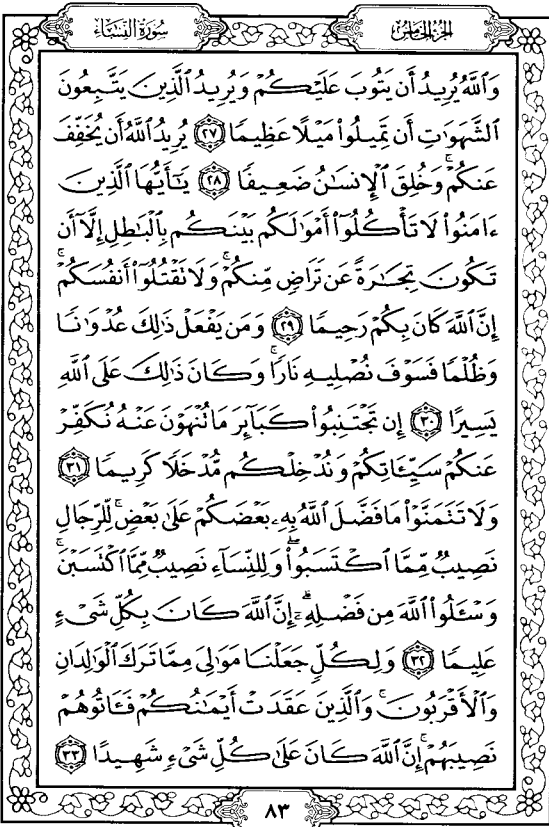 الجزء الخامس سورة النساء
وَٱللَّهُ يُرِيدُ أَن يَتُوبَ عَلَيْكُمْ وَيُرِيدُ ٱلَّذِينَ يَتَّبِعُونَ
ٱلشَّهَوَٰتِ أَن تَمِيلُوا۟ مَيْلًا عَظِيمًا ٢٧ يُرِيدُ ٱللَّهُ أَن يُخَفِّفَ
عَنكُمْ ۚ وَخُلِقَ ٱلْإِنسَٰنُ ضَعِيفًا ٢٨ يَٰٓأَيُّهَا ٱلَّذِينَ
ءَامَنُوا۟ لَا تَأْكُلُوٓا۟ أَمْوَٰلَكُم بَيْنَكُم بِٱلْبَٰطِلِ إِلَّآ أَن
تَكُونَ تِجَٰرَةً عَن تَرَاضٍ مِّنكُمْ ۚ وَلَا تَقْتُلُوٓا۟ أَنفُسَكُمْ ۚ
إِنَّ ٱللَّهَ كَانَ بِكُمْ رَحِيمًا ٢٩ وَمَن يَفْعَلْ ذَٰلِكَ عُدْوَٰنًا
وَظُلْمًا فَسَوْفَ نُصْلِيهِ نَارًا ۚ وَكَانَ ذَٰلِكَ عَلَى ٱللَّهِ
يَسِيرًا ٣٠ إِن تَجْتَنِبُوا۟ كَبَآئِرَ مَا تُنْهَوْنَ عَنْهُ نُكَفِّرْ
عَنكُمْ سَيِّـَٔاتِكُمْ وَنُدْخِلْكُم مُّدْخَلًا كَرِيمًا ٣١
وَلَا تَتَمَنَّوْا۟ مَا فَضَّلَ ٱللَّهُ بِهِۦ بَعْضَكُمْ عَلَىٰ بَعْضٍ ۚ لِّلرِّجَالِ
نَصِيبٌ مِّمَّا ٱكْتَسَبُوا۟ ۖ وَلِلنِّسَآءِ نَصِيبٌ مِّمَّا ٱكْتَسَبْنَ ۚ
وَسْـَٔلُوا۟ ٱللَّهَ مِن فَضْلِهِۦٓ ۗ إِنَّ ٱللَّهَ كَانَ بِكُلِّ شَىْءٍ
عَلِيمًا ٣٢ وَلِكُلٍّ جَعَلْنَا مَوَٰلِىَ مِمَّا تَرَكَ ٱلْوَٰلِدَانِ
وَٱلْأَقْرَبُونَ ۚ وَٱلَّذِينَ عَقَدَتْ أَيْمَٰنُكُمْ فَـَٔاتُوهُمْ
نَصِيبَهُمْ ۚ إِنَّ ٱللَّهَ كَانَ عَلَىٰ كُلِّ شَىْءٍ شَهِيدًا ٣٣
٨٣